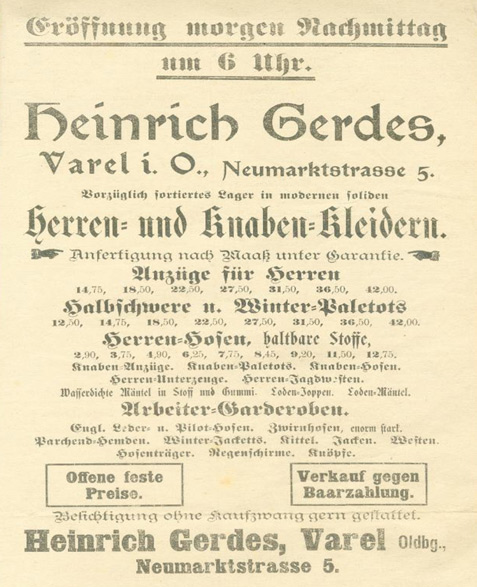 Eröffnung morgen Nachmittag
um 6 Uhr.
Heinrich Gerdes,
Varel i. O., Neumarktstrasse 5.
Vorzüglich sortiertes Lager in modernen soliden
Herren- und Knaben-Kleidern.
Anfertigung nach Maaß unter Garantie.
Anzüge für Herren
14,75, 18,50, 22,50, 27,50, 31,50, 36,50, 42,00.
Halbschwere u. Winter-Paletots
12,50, 14,75, 18,50, 22,50, 27,50, 31,50, 36,50, 42,00.
Herren-Hosen, haltbare Stoffe,
2,90, 3,75, 4,90, 6,25, 7,75, 8,45, 9,20, 11,50, 12,75.
Knaben-Anzüge. Knaben-Paletots. Knaben-Hosen.
Herren-Unterzeuge. Herren-Jagdwesten.
Wasserdichte Mäntel in Stoff und Gummi. Loden-Joppen. Loden-Mäntel.
Arbeiter-Garderoben.
Engl. Leder- u. Pilot-Hosen. Zwirnhosen, enorm stark.
Parchend-Hemden. Winter-Jacketts. Kittel. Jacken. Westen.
Hosenträger. Regenschirme. Knöpfe.
Offene feste
Preise.
Verkauf gegen
Baarzahlung.
Besichtigung ohne Kaufzwang gern gestattet.
Heinrich Gerdes, Varel Oldbg.,
Neumarktstrasse 5.